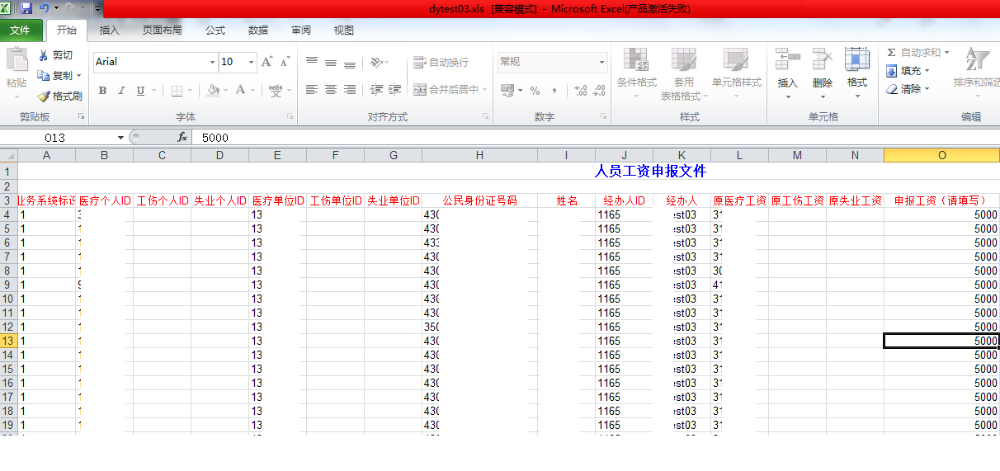 dytest03.xls [兼容模式] - Microsoft Excel(产品激活失败)
文件 开始 插入 页面布局 公式 数据 审阅 视图
剪切 Arial 10 自动换行 常规 Σ 自动求和
粘贴 复制 条件格式 套用 单元格样式 插入 删除 格式 填充 排序和筛选
格式刷 B I U 合并后居中 % 表格格式 清除
剪贴板 字体 对齐方式 数字 样式 单元格 编辑
O13 fx 5000
A B C D E F G H I J K L M N O
1 人员工资申报文件
2
3 业务系统标识 医疗个人ID 工伤个人ID 失业个人ID 医疗单位ID 工伤单位ID 失业单位ID 公民身份证号码 姓名 经办人ID 经办人 原医疗工资 原工伤工资 原失业工资 申报工资（请填写）
4 1 3 13 430 1165 est03 31 5000
5 1 1 13 430 1165 est03 31 5000
6 1 1 13 433 1165 est03 31 5000
7 1 1 13 430 1165 est03 31 5000
8 1 1 13 430 1165 est03 30 5000
9 1 9 13 430 1165 est03 41 5000
10 1 1 13 430 1165 est03 31 5000
11 1 1 13 430 1165 est03 31 5000
12 1 1 13 350 1165 est03 31 5000
13 1 1 13 430 1165 est03 31 5000
14 1 1 13 430 1165 est03 31 5000
15 1 1 13 430 1165 est03 31 5000
16 1 1 13 430 1165 est03 31 5000
17 1 1 13 430 1165 est03 31 5000
18 1 1 13 430 1165 est03 31 5000
19 1 1 13 430 1165 est03 31 5000